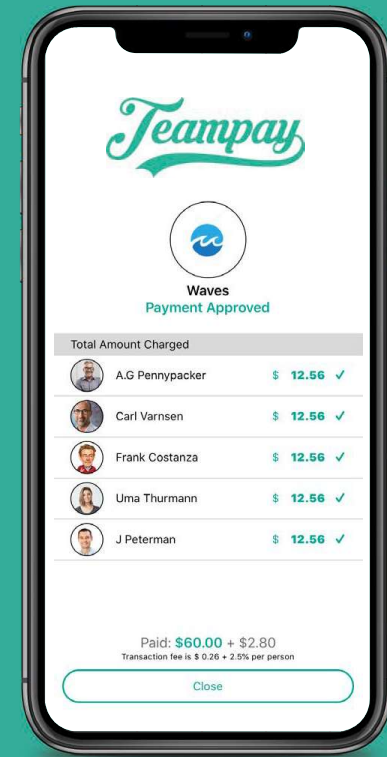 Teampay
Waves
Payment Approved
Total Amount Charged
A.G Pennypacker $ 12.56 ✓
Carl Varnsen $ 12.56 ✓
Frank Costanza $ 12.56 ✓
Uma Thurmann $ 12.56 ✓
J Peterman $ 12.56 ✓
Paid: $60.00 + $2.80
Transaction fee is $ 0.26 + 2.5% per person
Close